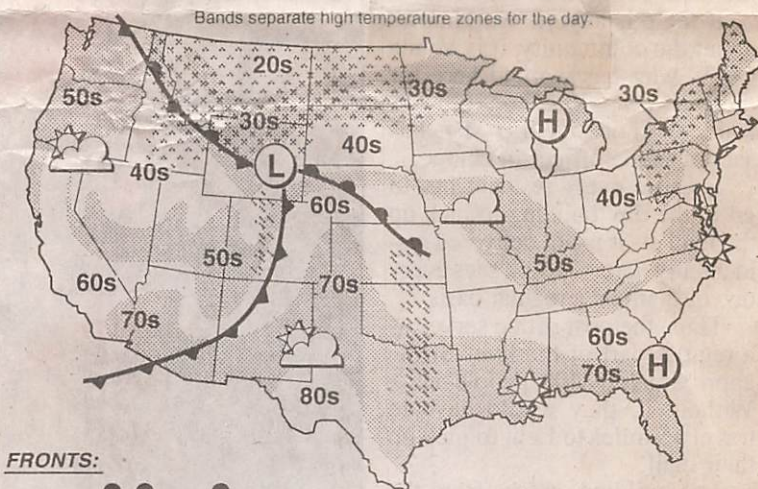 Bands separate high temperature zones for the day.
20s
50s
30s
30s
30s
H
40s
L
40s
60s
40s
50s
50s
60s
70s
70s
60s
H
70s
80s
FRONTS: